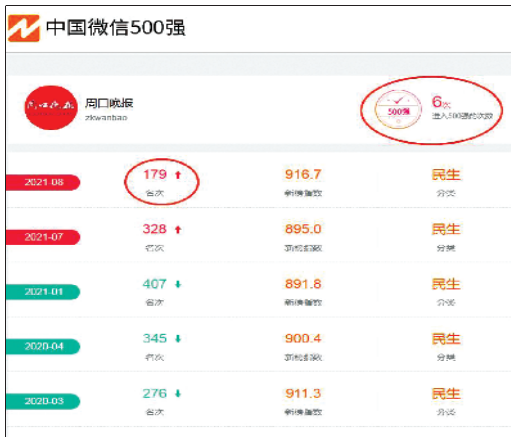 中国微信500强
周口晚报
zkwanbao
500强
6次
进入500强的次数
2021-08
179 ↑
名次
916.7
新榜指数
民生
分类
2021-07
328 ↑
名次
895.0
新榜指数
民生
分类
2021-01
407 ↓
名次
891.8
新榜指数
民生
分类
2020-04
345 ↓
名次
900.4
新榜指数
民生
分类
2020-03
276 ↓
名次
911.3
新榜指数
民生
分类